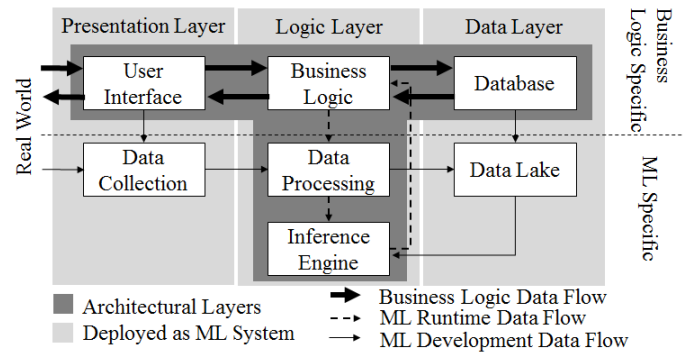 Presentation Layer
Logic Layer
Data Layer
Business
Logic Specific
User
Interface
Business
Logic
Database
Real World
Data
Collection
Data
Processing
Data Lake
ML Specific
Inference
Engine
Architectural Layers
Deployed as ML System
Business Logic Data Flow
ML Runtime Data Flow
ML Development Data Flow